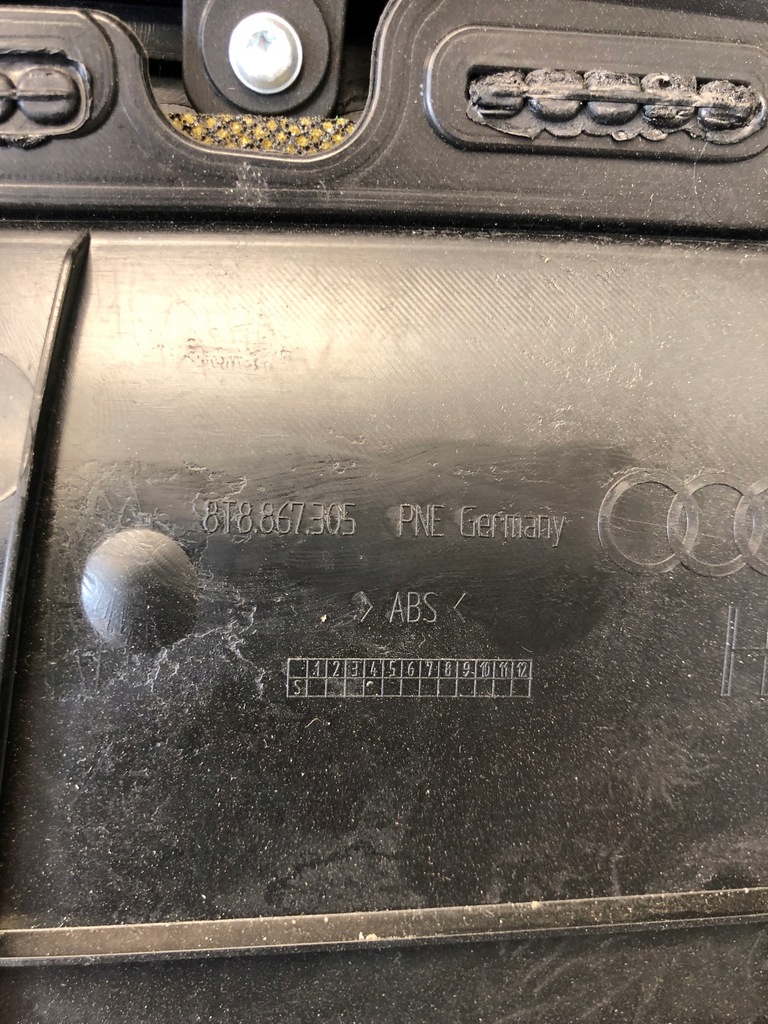 8T8.867.305 PNE Germany
H
> ABS <
1 2 3 4 5 6 7 8 9 10 11 12
S